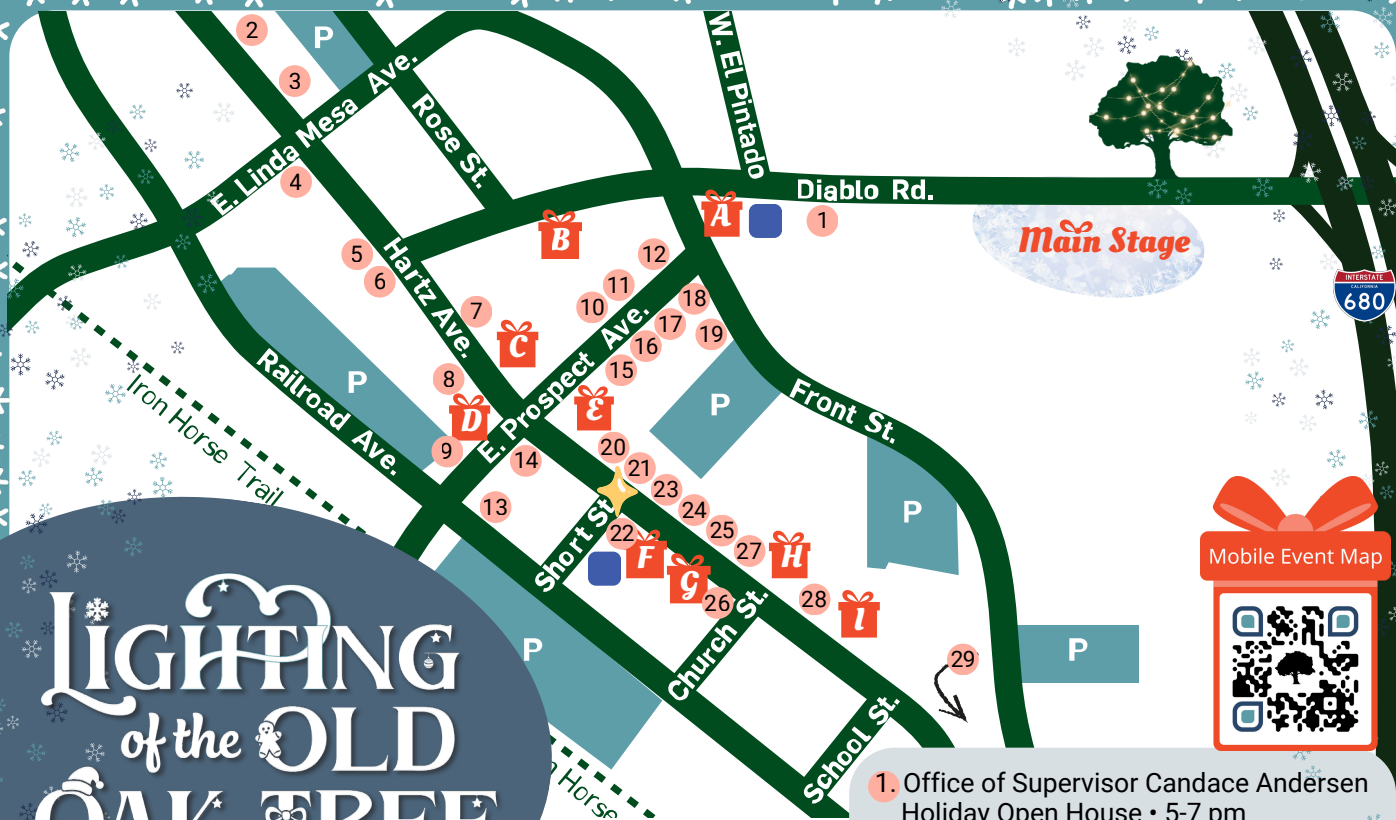 2
P
W. El Pintado
3
E. Linda Mesa Ave.
Rose St.
4
Diablo Rd.
A
1
B
Main Stage
5
12
Hartz Ave.
6
11
18
INTERSTATE
CALIFORNIA
680
10
7
17
19
C
16
15
8
P
P
Iron Horse Trail
Railroad Ave.
E. Prospect Ave.
Front St.
D
E
9
20
14
21
23
13
24
P
22
25
Short St.
27
F
H
Mobile Event Map
G
26
28
I
Church St.
P
P
29
School St.
LIGHTING
of the OLD
OAK TREE
Horse
1. Office of Supervisor Candace Andersen
Holiday Open House • 5-7 pm